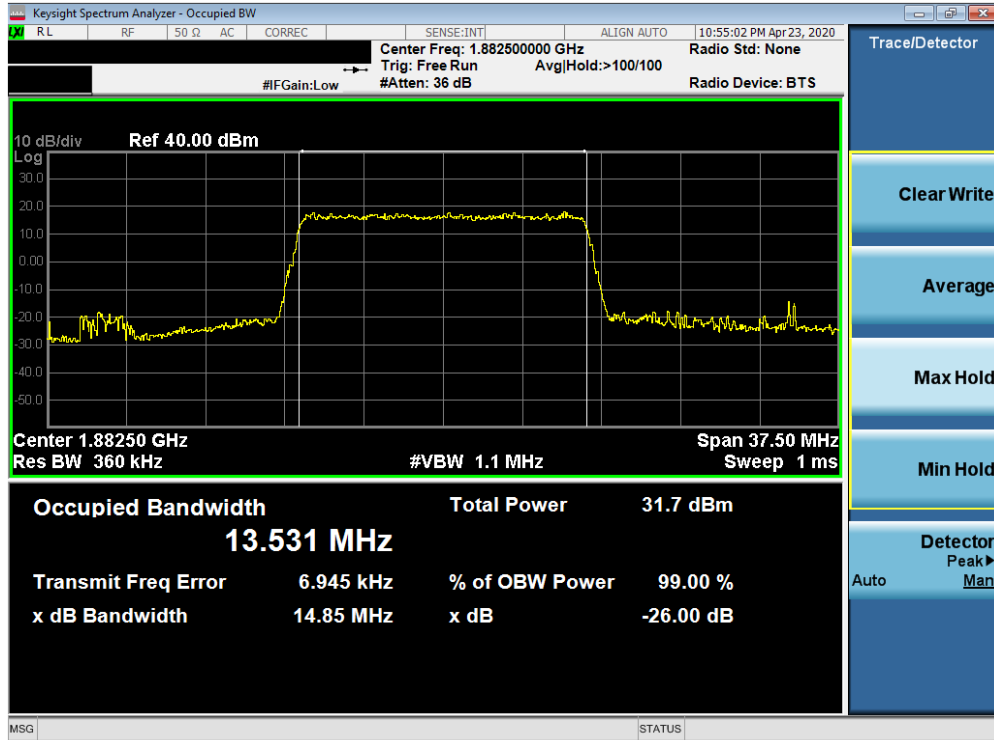 Keysight Spectrum Analyzer - Occupied BW
LXI RL RF 50 Ω AC CORREC SENSE:INT ALIGN AUTO 10:55:02 PM Apr 23, 2020
Center Freq: 1.882500000 GHz Radio Std: None
Trig: Free Run Avg|Hold:>100/100
#IFGain:Low #Atten: 36 dB Radio Device: BTS
10 dB/div Ref 40.00 dBm
Log
30.0
20.0
10.0
0.00
-10.0
-20.0
-30.0
-40.0
-50.0
Center 1.88250 GHz Span 37.50 MHz
Res BW 360 kHz #VBW 1.1 MHz Sweep 1 ms
Occupied Bandwidth Total Power 31.7 dBm
13.531 MHz
Transmit Freq Error 6.945 kHz % of OBW Power 99.00 %
x dB Bandwidth 14.85 MHz x dB -26.00 dB
MSG STATUS
Trace/Detector
Clear Write
Average
Max Hold
Min Hold
Detector
Peak▶
Auto Man